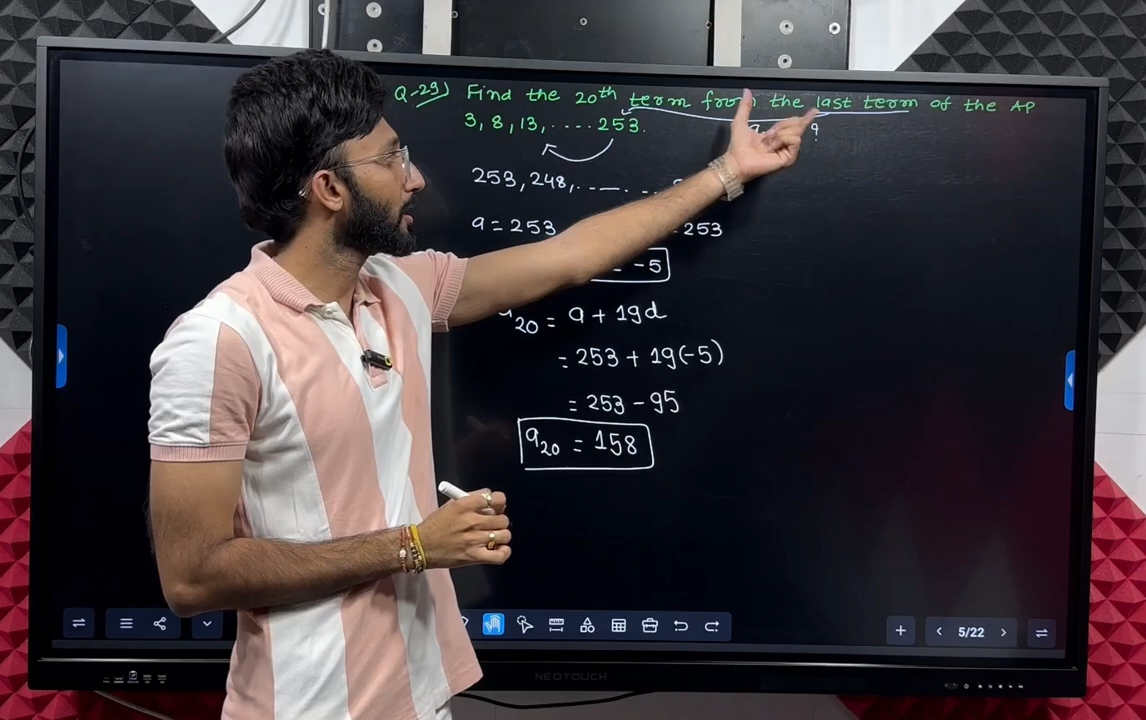 Q-29) Find the 20th term from the last term of the AP
3, 8, 13, ..... 253.
253, 248,
a = 253 = 253
= -5
a20 = a + 19d
= 253 + 19(-5)
= 253 - 95
a20 = 158
5/22
NEOTOUCH